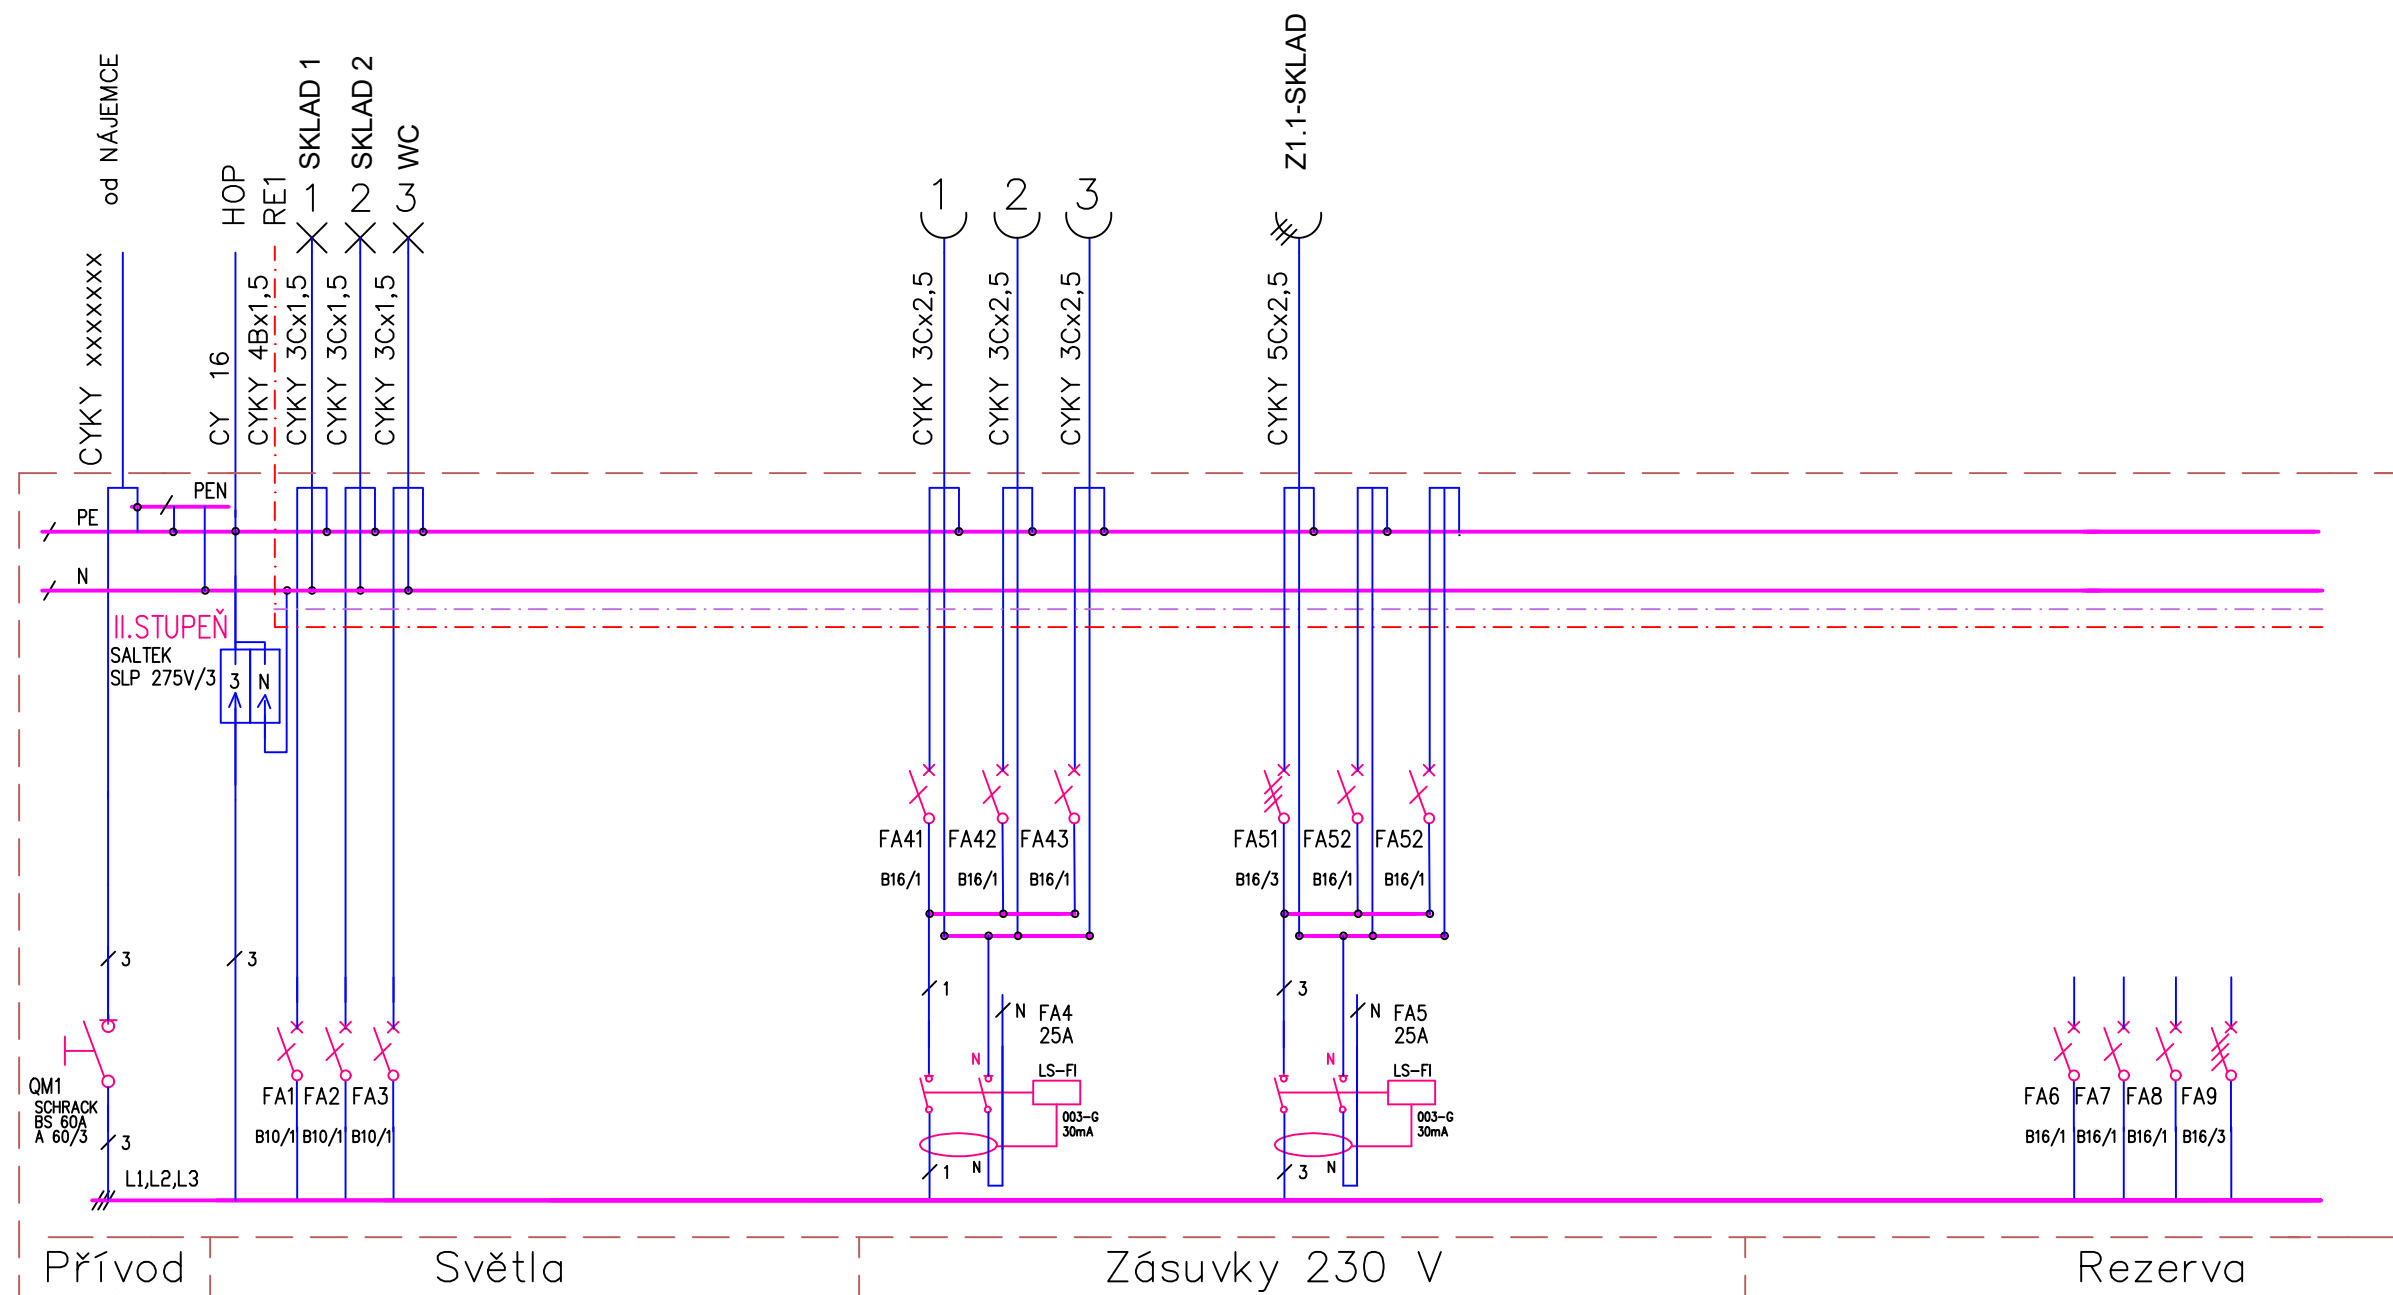 od NÁJEMCE
HOP
RE1
1 SKLAD 1
2 SKLAD 2
3 WC
1
2
3
Z1.1-SKLAD
CYKY xxxxxxx
CY 16
CYKY 4Bx1,5
CYKY 3Cx1,5
CYKY 3Cx1,5
CYKY 3Cx1,5
CYKY 3Cx2,5
CYKY 3Cx2,5
CYKY 3Cx2,5
CYKY 5Cx2,5
PEN
PE
N
II.STUPEŇ
SALTEK
SLP 275V/3
3 N
FA41 FA42 FA43
B16/1 B16/1 B16/1
FA51 FA52 FA52
B16/3 B16/1 B16/1
3
3
1
3
N FA4
25A
N FA5
25A
N
LS-FI
N
LS-FI
003-G
30mA
003-G
30mA
QM1
SCHRACK
BS 60A
A 60/3
3
FA1 FA2 FA3
B10/1 B10/1 B10/1
1
N
3
N
FA6 FA7 FA8 FA9
B16/1 B16/1 B16/1 B16/3
L1,L2,L3
Přívod
Světla
Zásuvky 230 V
Rezerva